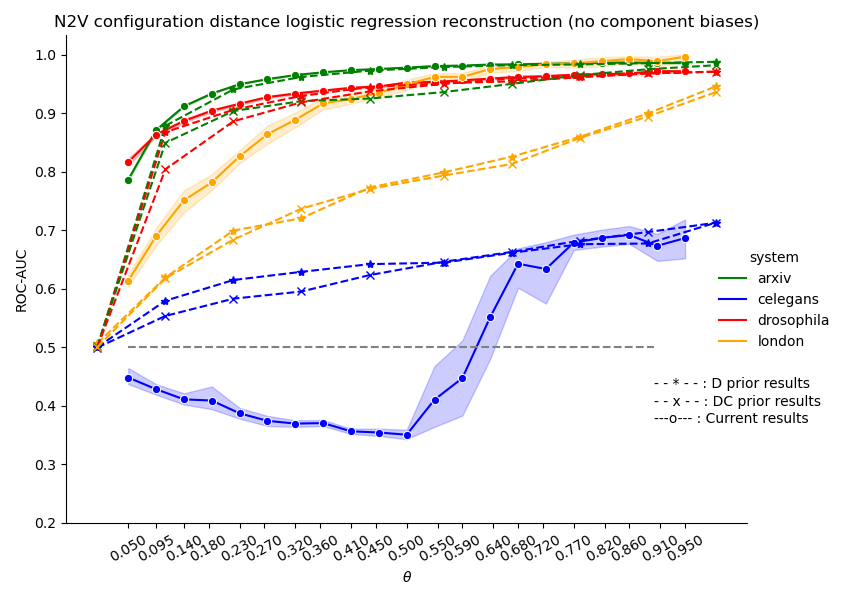 N2V configuration distance logistic regression reconstruction (no component biases)
1.0
0.9
0.8
0.7
0.6
0.5
0.4
0.3
0.2
ROC-AUC
0.050 0.095 0.140 0.180 0.230 0.270 0.320 0.360 0.410 0.450 0.500 0.550 0.590 0.640 0.680 0.720 0.770 0.820 0.860 0.910 0.950
θ
system
arxiv
celegans
drosophila
london
- - * - - : D prior results
- - x - - : DC prior results
---o--- : Current results